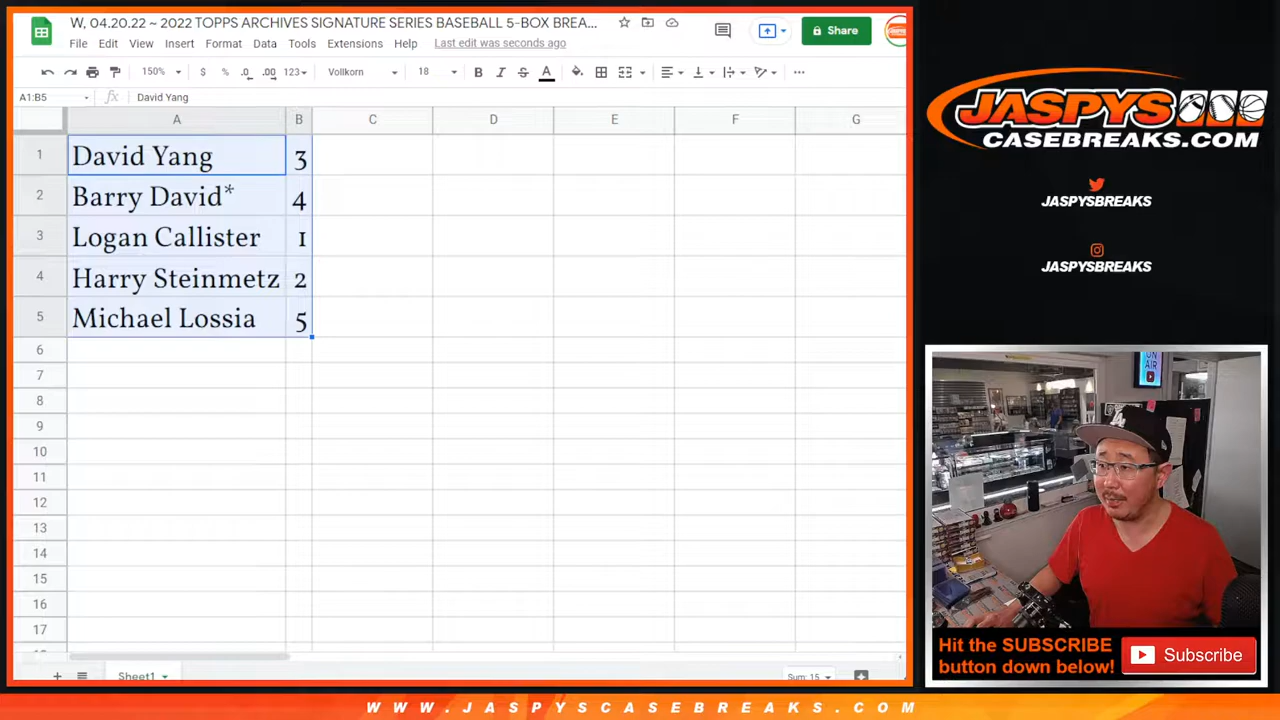 W, 04.20.22 ~ 2022 TOPPS ARCHIVES SIGNATURE SERIES BASEBALL 5-BOX BREA...
File Edit View Insert Format Data Tools Extensions Help Last edit was seconds ago
Share
150% $ % .0 .00 123 Vollkorn 18 B I S A
A1:B5 fx David Yang
A B C D E F G
1 David Yang 3
2 Barry David* 4
3 Logan Callister 1
4 Harry Steinmetz 2
5 Michael Lossia 5
6
7
8
9
10
11
12
13
14
15
16
17
+ Sheet1 Sum: 15
JASPYS
CASEBREAKS.COM
JASPYSBREAKS
JASPYSBREAKS
ON
AIR
LA
Hit the SUBSCRIBE
button down below!
Subscribe
WWW.JASPYSCASEBREAKS.COM